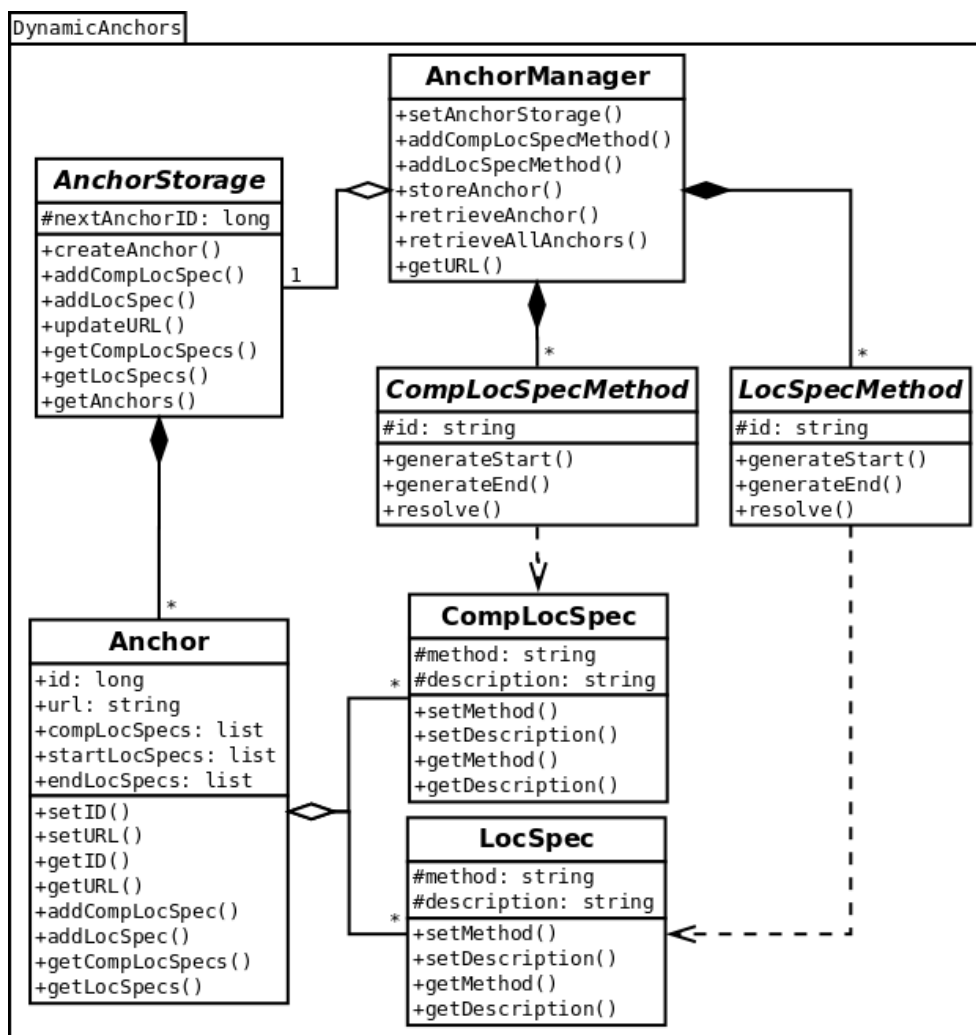 DynamicAnchors
AnchorManager
+setAnchorStorage()
+addCompLocSpecMethod()
+addLocSpecMethod()
+storeAnchor()
+retrieveAnchor()
+retrieveAllAnchors()
+getURL()
AnchorStorage
#nextAnchorID: long
+createAnchor()
+addCompLocSpec()
+addLocSpec()
+updateURL()
+getCompLocSpecs()
+getLocSpecs()
+getAnchors()
1
*
*
CompLocSpecMethod
#id: string
+generateStart()
+generateEnd()
+resolve()
LocSpecMethod
#id: string
+generateStart()
+generateEnd()
+resolve()
*
Anchor
+id: long
+url: string
+compLocSpecs: list
+startLocSpecs: list
+endLocSpecs: list
+setID()
+setURL()
+getID()
+getURL()
+addCompLocSpec()
+addLocSpec()
+getCompLocSpecs()
+getLocSpecs()
*
CompLocSpec
#method: string
#description: string
+setMethod()
+setDescription()
+getMethod()
+getDescription()
*
LocSpec
#method: string
#description: string
+setMethod()
+setDescription()
+getMethod()
+getDescription()